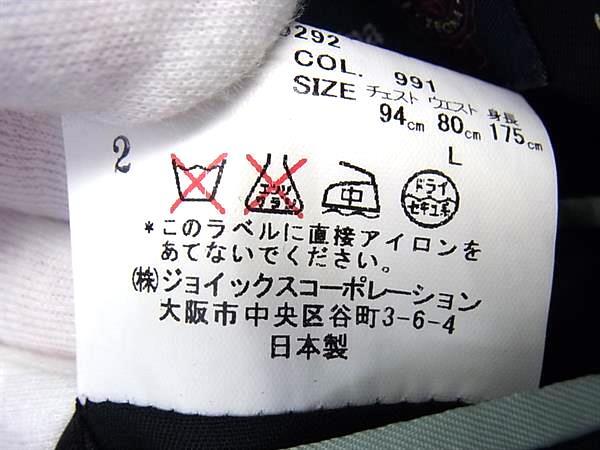 292
COL. 991
SIZE チェスト ウエスト 身長
94cm 80cm 175cm
2
L
エンソ
サラシ
中
ドライ
セキユ系
*このラベルに直接アイロンを
あてないでください。
(株)ジョイックスコーポレーション
大阪市中央区谷町3-6-4
日本製